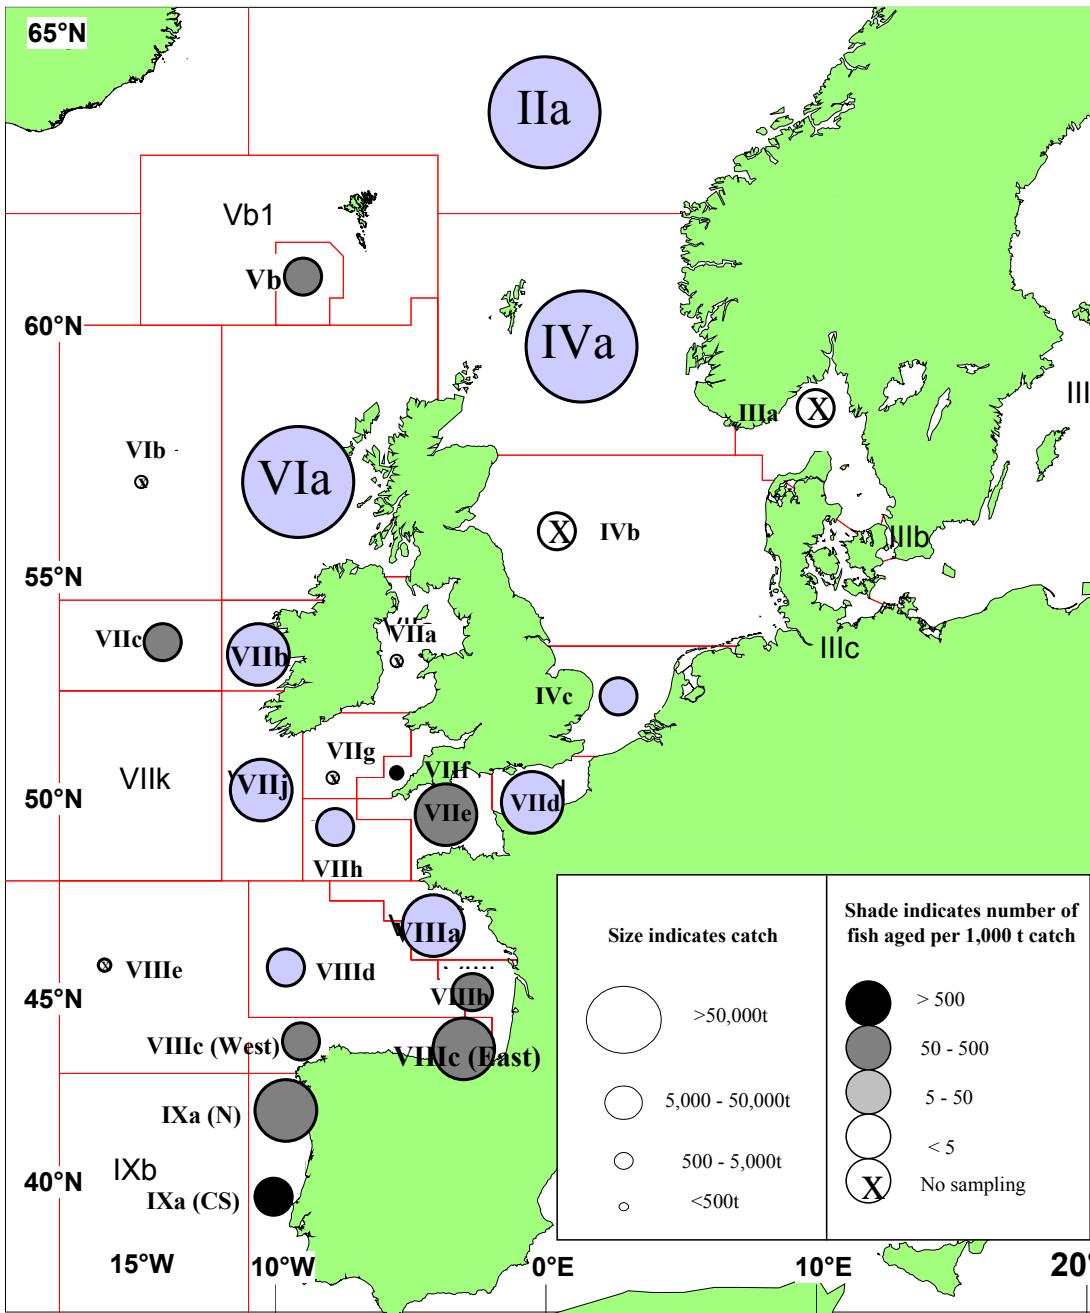 65°N
IIa
Vb1
Vb
60°N
IVa
IIIa
X
III
VIb
X
VIa
X
IVb
IIIb
55°N
VIIc
VIIb
VIIa
X
IIIc
IVc
VIIk
VIIj
VIIg
X
VIIf
50°N
VIIe
VIId
VIIh
VIIIa
X
VIIIe
VIIId
VIIIb
45°N
VIIIc (West)
VIIIc (East)
IXa (N)
IXb
40°N
IXa (CS)
15°W
10°W
0°E
10°E
20°
Size indicates catch
>50,000t
5,000 - 50,000t
500 - 5,000t
<500t
Shade indicates number of
fish aged per 1,000 t catch
> 500
50 - 500
5 - 50
< 5
X
No sampling